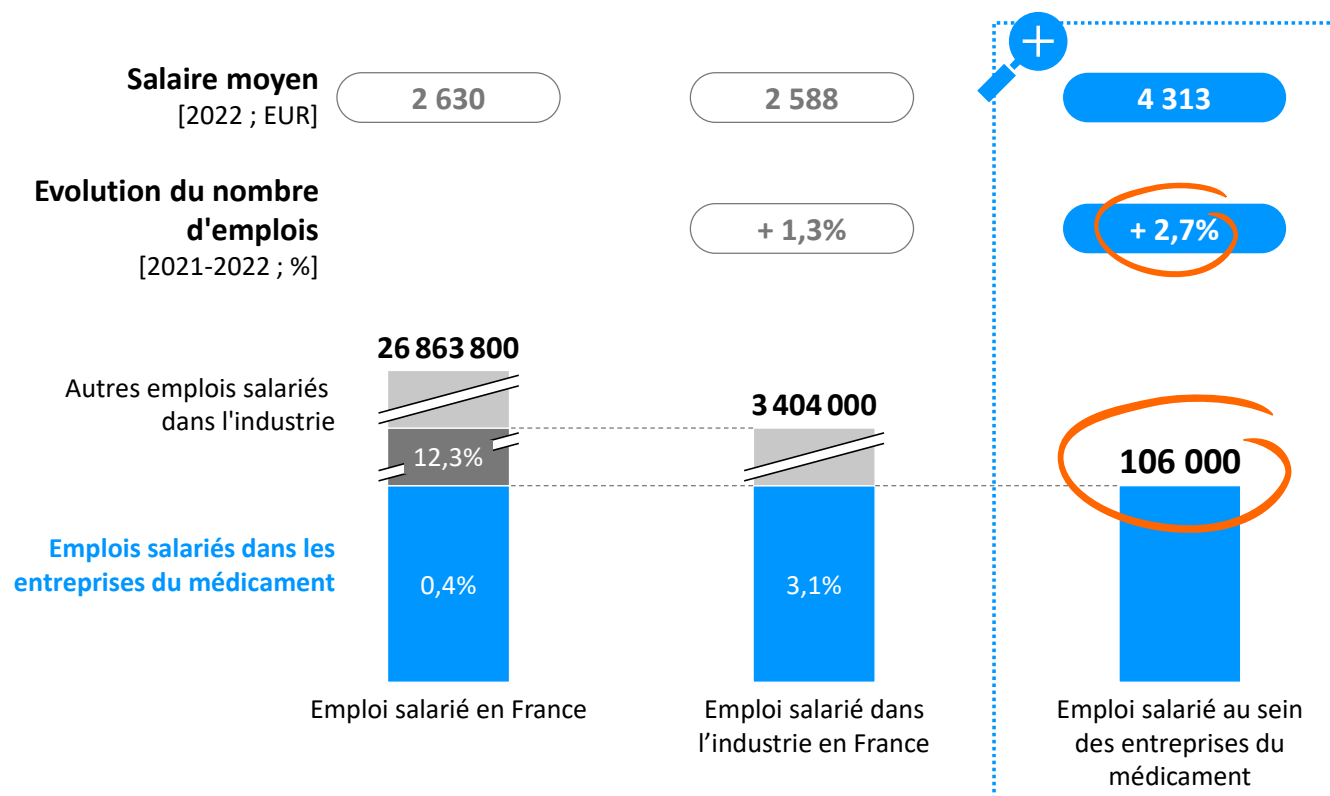 Salaire moyen
[2022 ; EUR]
2 630
2 588
4 313
Evolution du nombre
d'emplois
[2021-2022 ; %]
+ 1,3%
+ 2,7%
26 863 800
Autres emplois salariés
dans l'industrie
12,3%
3 404 000
106 000
Emplois salariés dans les
entreprises du médicament
0,4%
3,1%
Emploi salarié en France
Emploi salarié dans
l’industrie en France
Emploi salarié au sein
des entreprises du
médicament